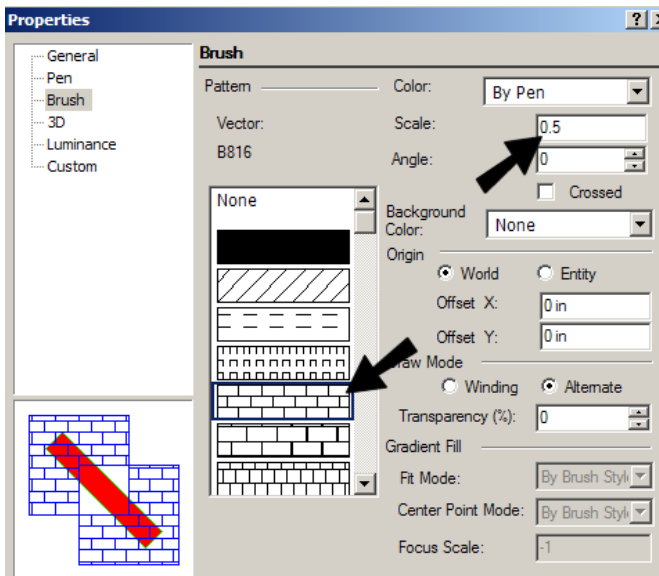 Properties
?
General
Pen
Brush
3D
Luminance
Custom
Brush
Pattern
Vector:
B816
None
Color:
By Pen
Scale:
0.5
Angle:
0
Crossed
Background
Color:
None
Origin
World
Entity
Offset X:
0 in
Offset Y:
0 in
Mode
Winding
Alternate
Transparency (%):
0
Gradient Fill
Fit Mode:
By Brush Styl
Center Point Mode:
By Brush Styl
Focus Scale:
-1